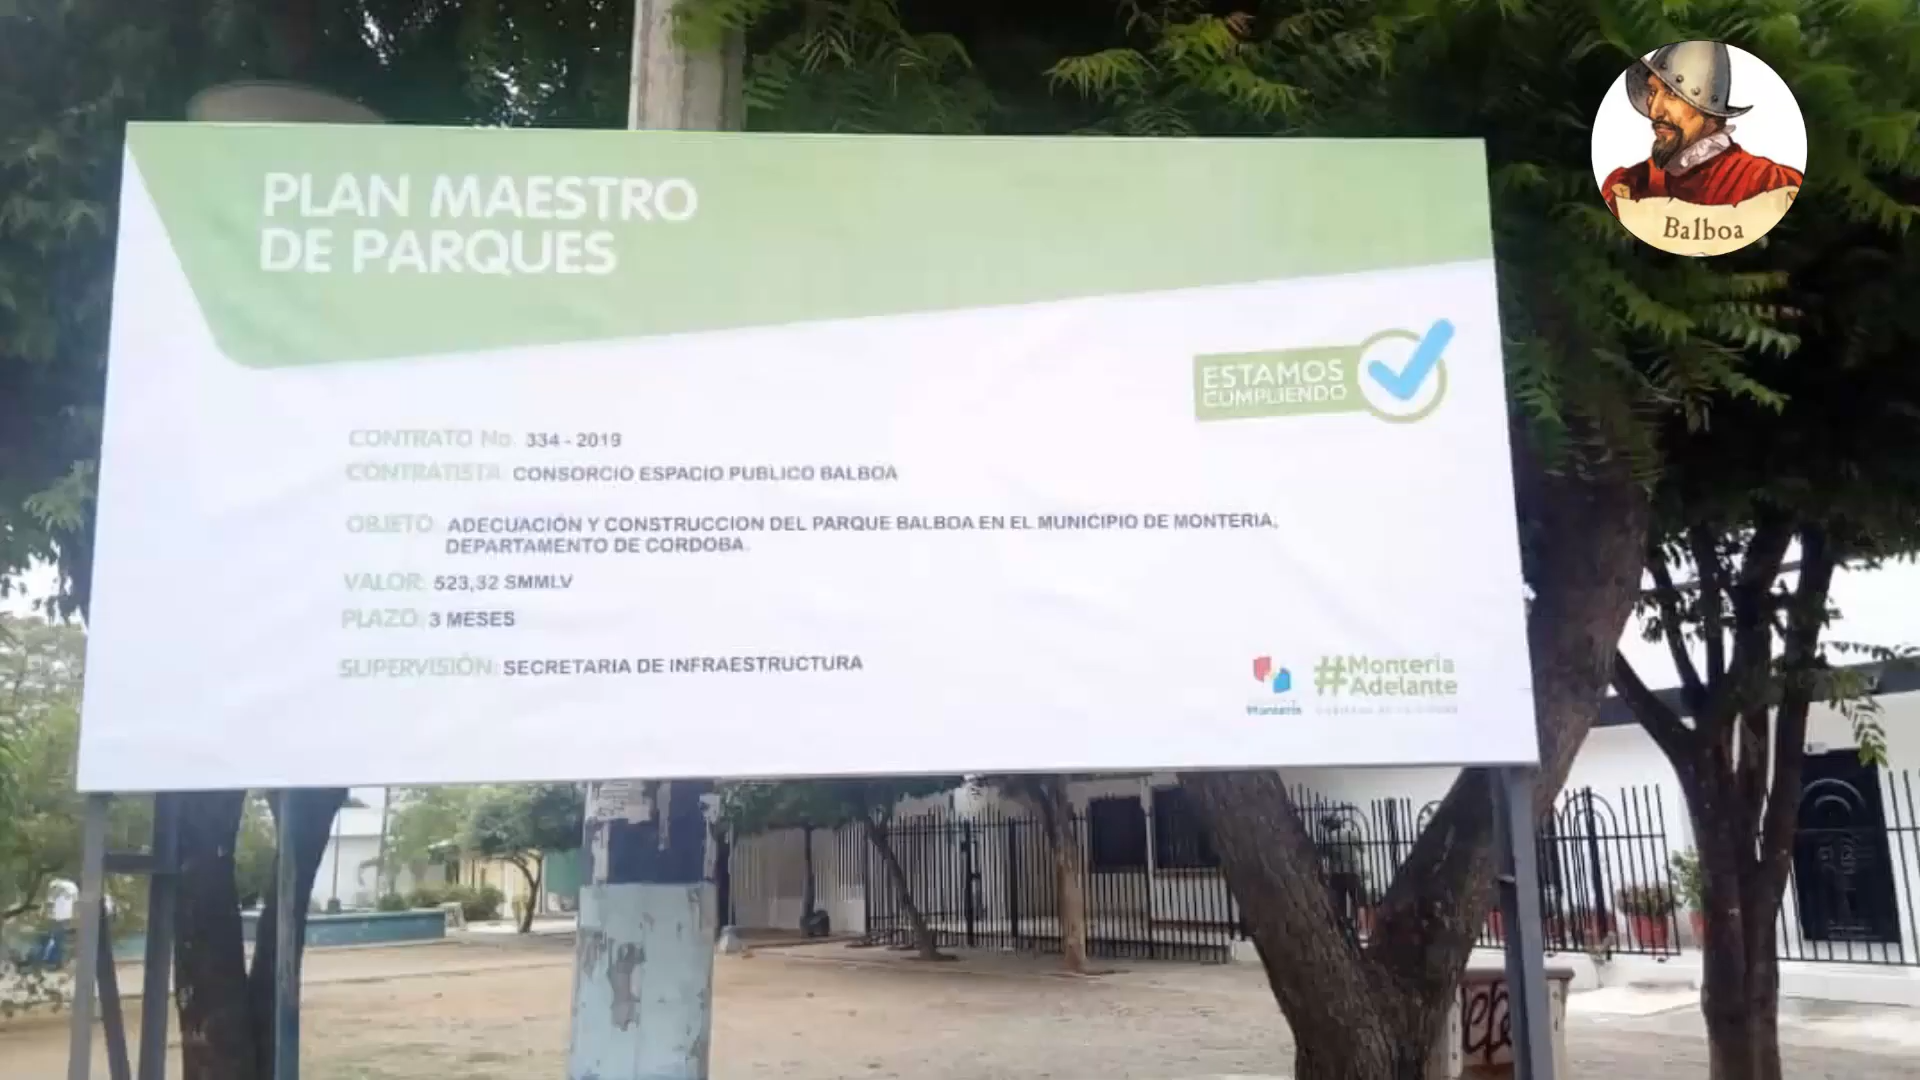 PLAN MAESTRO
DE PARQUES
Balboa
ESTAMOS
CUMPLIENDO
CONTRATO No. 334 - 2019
CONTRATISTA: CONSORCIO ESPACIO PUBLICO BALBOA
OBJETO: ADECUACIÓN Y CONSTRUCCION DEL PARQUE BALBOA EN EL MUNICIPIO DE MONTERIA,
DEPARTAMENTO DE CORDOBA.
VALOR: 523,32 SMMLV
PLAZO: 3 MESES
SUPERVISIÓN: SECRETARIA DE INFRAESTRUCTURA
Montería
#Montería
Adelante